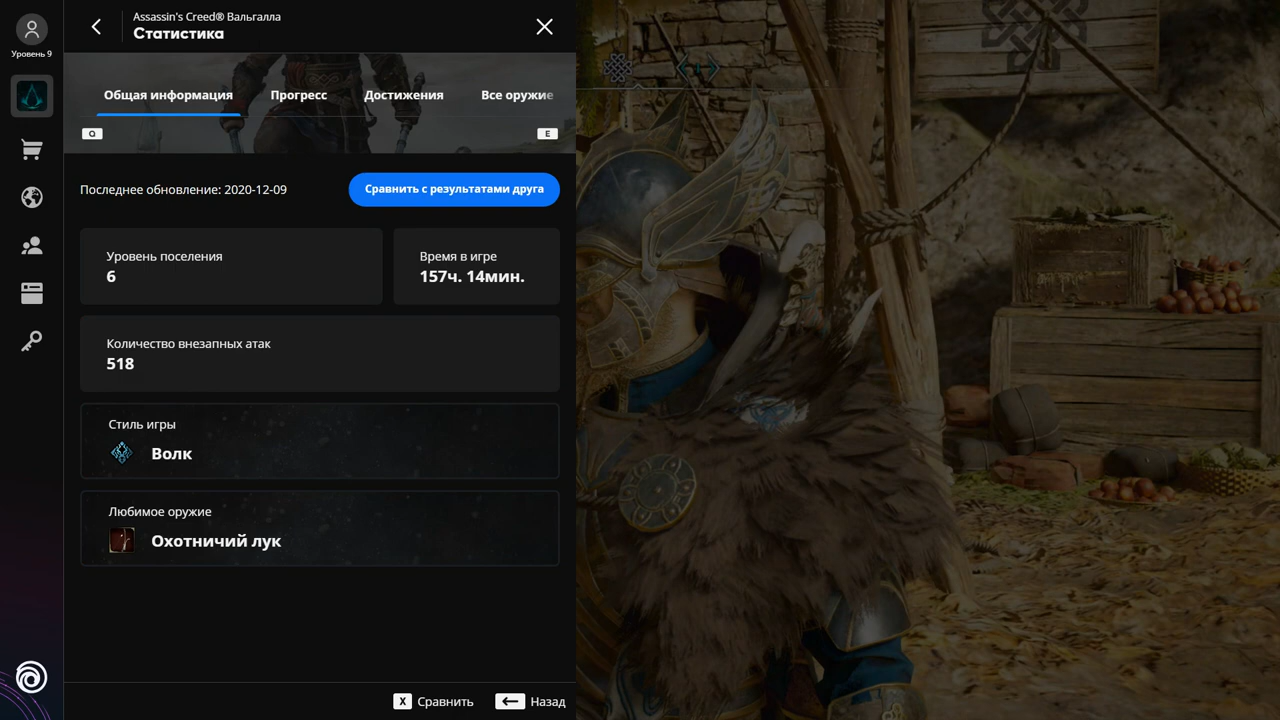 Assassin's Creed® Вальгалла
Статистика
Уровень 9
Общая информация Прогресс Достижения Все оружие
Q E
Последнее обновление: 2020-12-09 Сравнить с результатами друга
Уровень поселения
6
Время в игре
157ч. 14мин.
Количество внезапных атак
518
Стиль игры
Волк
Любимое оружие
Охотничий лук
X Сравнить Назад